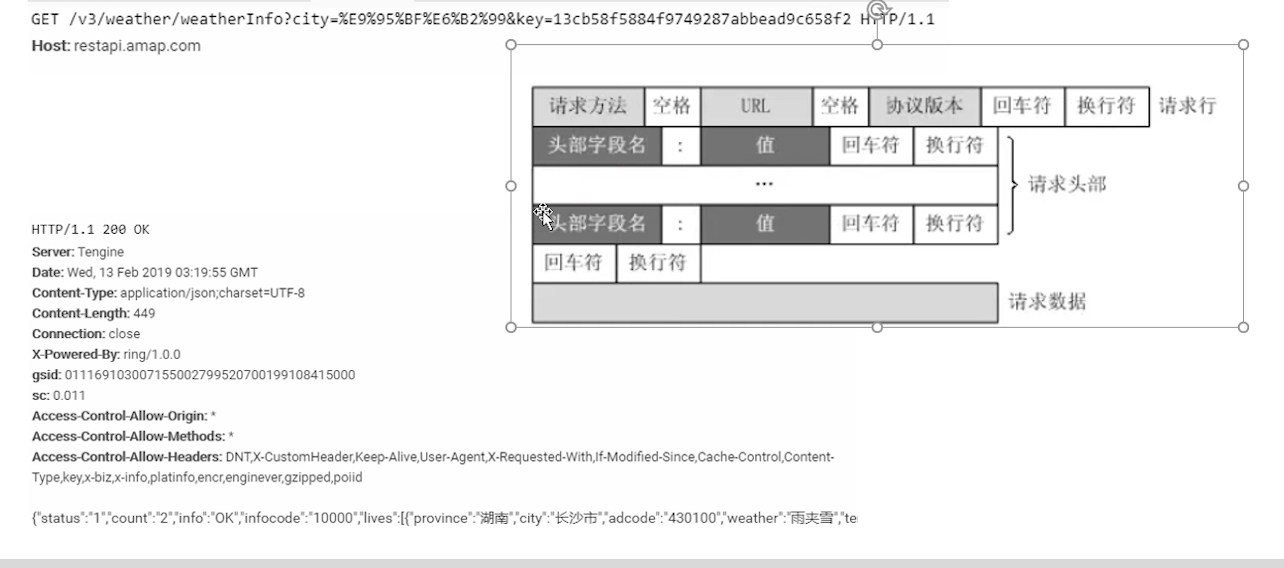 GET /v3/weather/weatherInfo?city=%E9%95%BF%E6%B2%99&key=13cb58f5884f9749287abbead9c658f2 HTTP/1.1
Host: restapi.amap.com
请求方法 空格 URL 空格 协议版本 回车符 换行符 请求行
头部字段名 : 值 回车符 换行符
... 请求头部
头部字段名 : 值 回车符 换行符
回车符 换行符
请求数据
HTTP/1.1 200 OK
Server: Tengine
Date: Wed, 13 Feb 2019 03:19:55 GMT
Content-Type: application/json;charset=UTF-8
Content-Length: 449
Connection: close
X-Powered-By: ring/1.0.0
gsid: 011169103007155002799520700199108415000
sc: 0.011
Access-Control-Allow-Origin: *
Access-Control-Allow-Methods: *
Access-Control-Allow-Headers: DNT,X-CustomHeader,Keep-Alive,User-Agent,X-Requested-With,If-Modified-Since,Cache-Control,Content-
Type,key,x-biz,x-info,platinfo,encr,enginever,gzipped,poiid
{"status":"1","count":"2","info":"OK","infocode":"10000","lives":[{"province":"湖南","city":"长沙市","adcode":"430100","weather":"雨夹雪","te